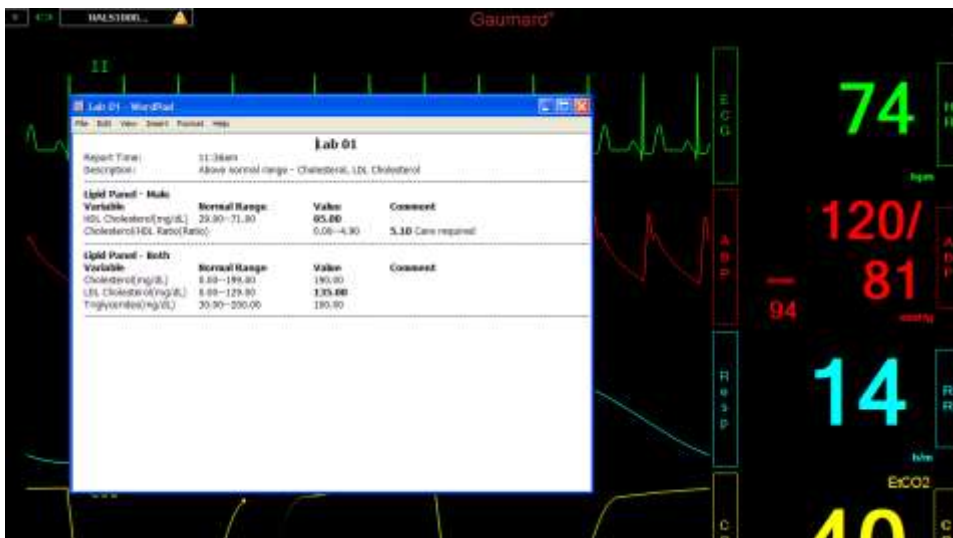 HALS1000...
Gaumard
II
Lab 01 - WordPad
File Edit View Insert Format Help
Lab 01
Report Time: 11:36am
Description: Above normal range - Cholesterol, LDL Cholesterol
Lipid Panel - Male
Variable Normal Range Value Comment
HDL Cholesterol(mg/dL) 29.00--71.00 65.00
Cholesterol/HDL Ratio(Ratio) 0.00--4.90 5.10 Care required
Lipid Panel - Both
Variable Normal Range Value Comment
Cholesterol(mg/dL) 0.00--199.00 190.00
LDL Cholesterol(mg/dL) 0.00--129.00 135.00
Triglycerides(mg/dL) 30.00--200.00 100.00
ECG
74
bpm
ABP
120/
81
94
mmHg
Resp
14
b/m
EtCO2
40